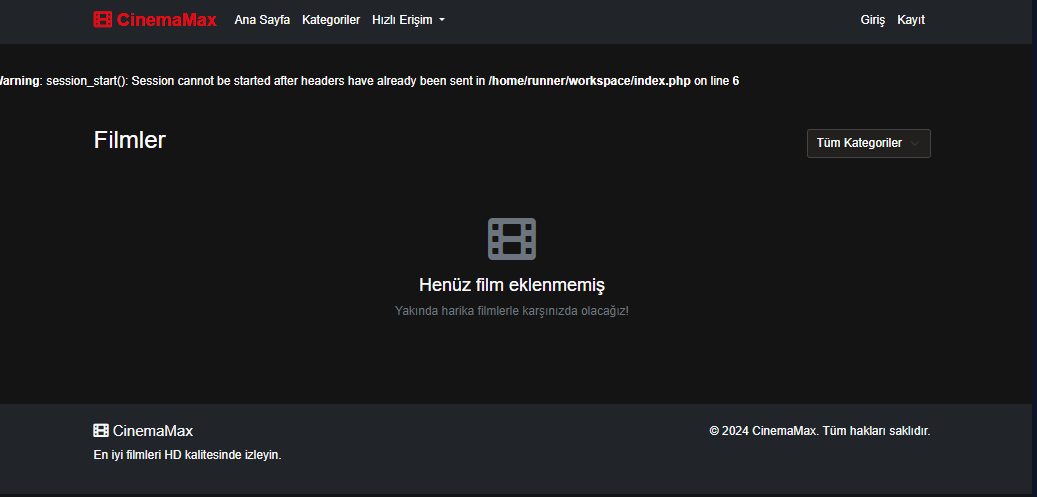 CinemaMax Ana Sayfa Kategoriler Hızlı Erişim Giriş Kayıt
arning: session_start(): Session cannot be started after headers have already been sent in /home/runner/workspace/index.php on line 6
Filmler Tüm Kategoriler
Henüz film eklenmemiş
Yakında harika filmlerle karşınızda olacağız!
CinemaMax © 2024 CinemaMax. Tüm hakları saklıdır.
En iyi filmleri HD kalitesinde izleyin.